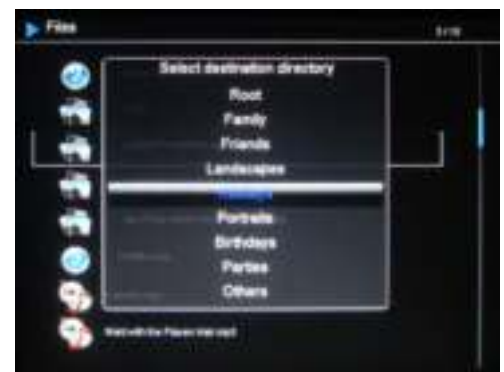 Files
Select destination directory
Root
Family
Friends
Landscapes
Portraits
Birthdays
Parties
Others